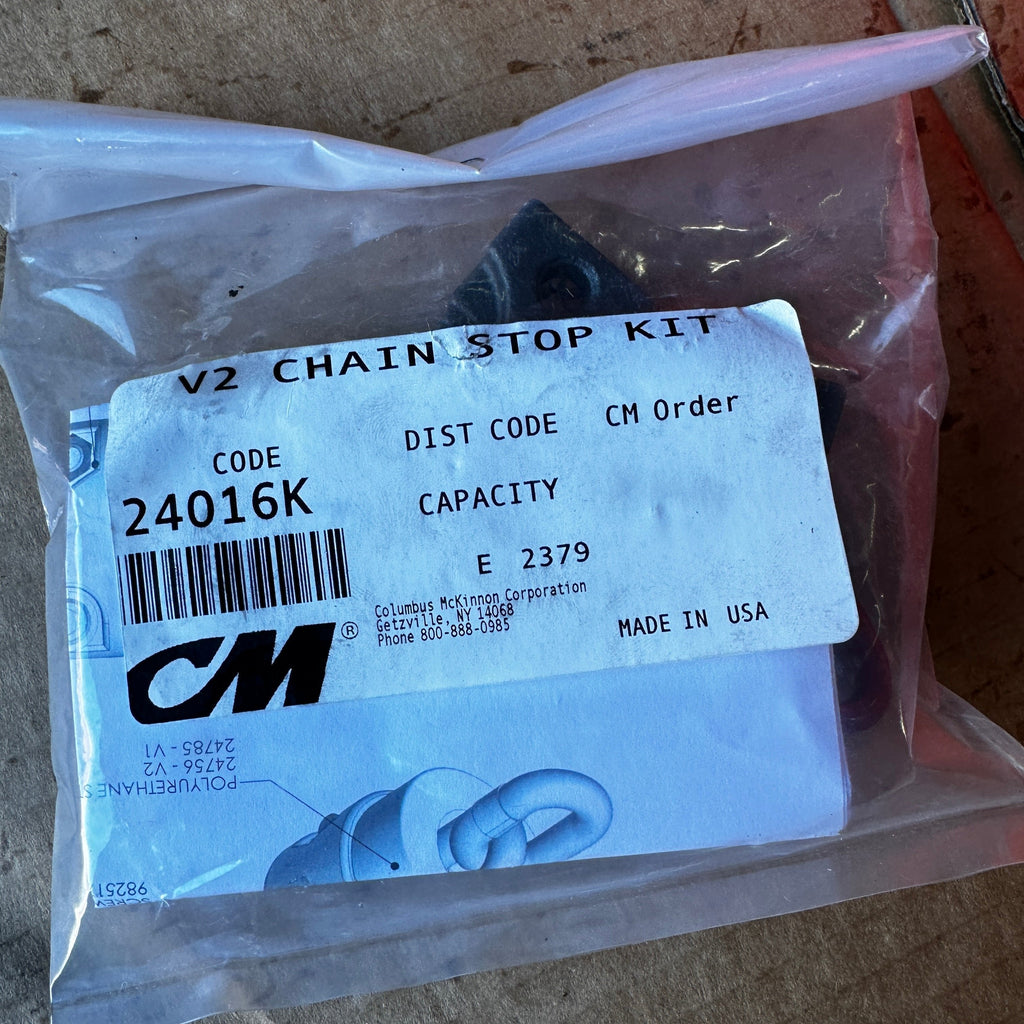 V2 CHAIN STOP KIT
DIST CODE CM Order
CODE
24016K
CAPACITY
E 2379
Columbus McKinnon Corporation
Getzville, NY 14068
Phone 800-888-0985
MADE IN USA
CM®
24785 - V1
24756 - V2
POLYURETHANE
98251
SCREW